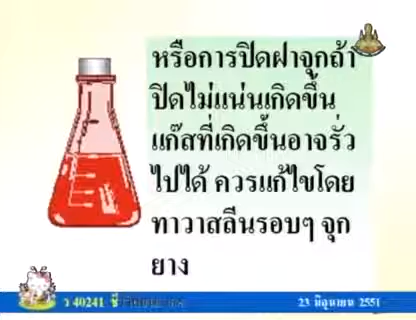 หรือการปิดฝาจุกถ้า
ปิดไม่แน่นเกิดขึ้น
แก๊สที่เกิดขึ้นอาจรั่ว
ไปได้ ควรแก้ไขโดย
ทาวาสลีนรอบๆ จุก
ยาง
ว 40241 ชี 23 มิถุนายน 2551